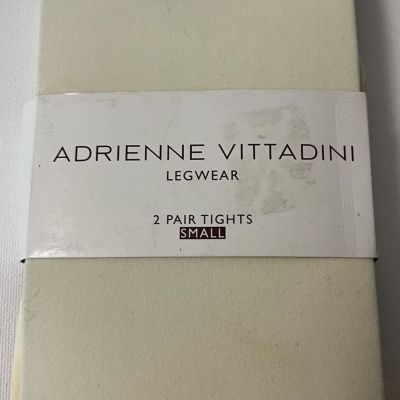 ADRIENNE VITTADINI
LEGWEAR
2 PAIR TIGHTS
SMALL